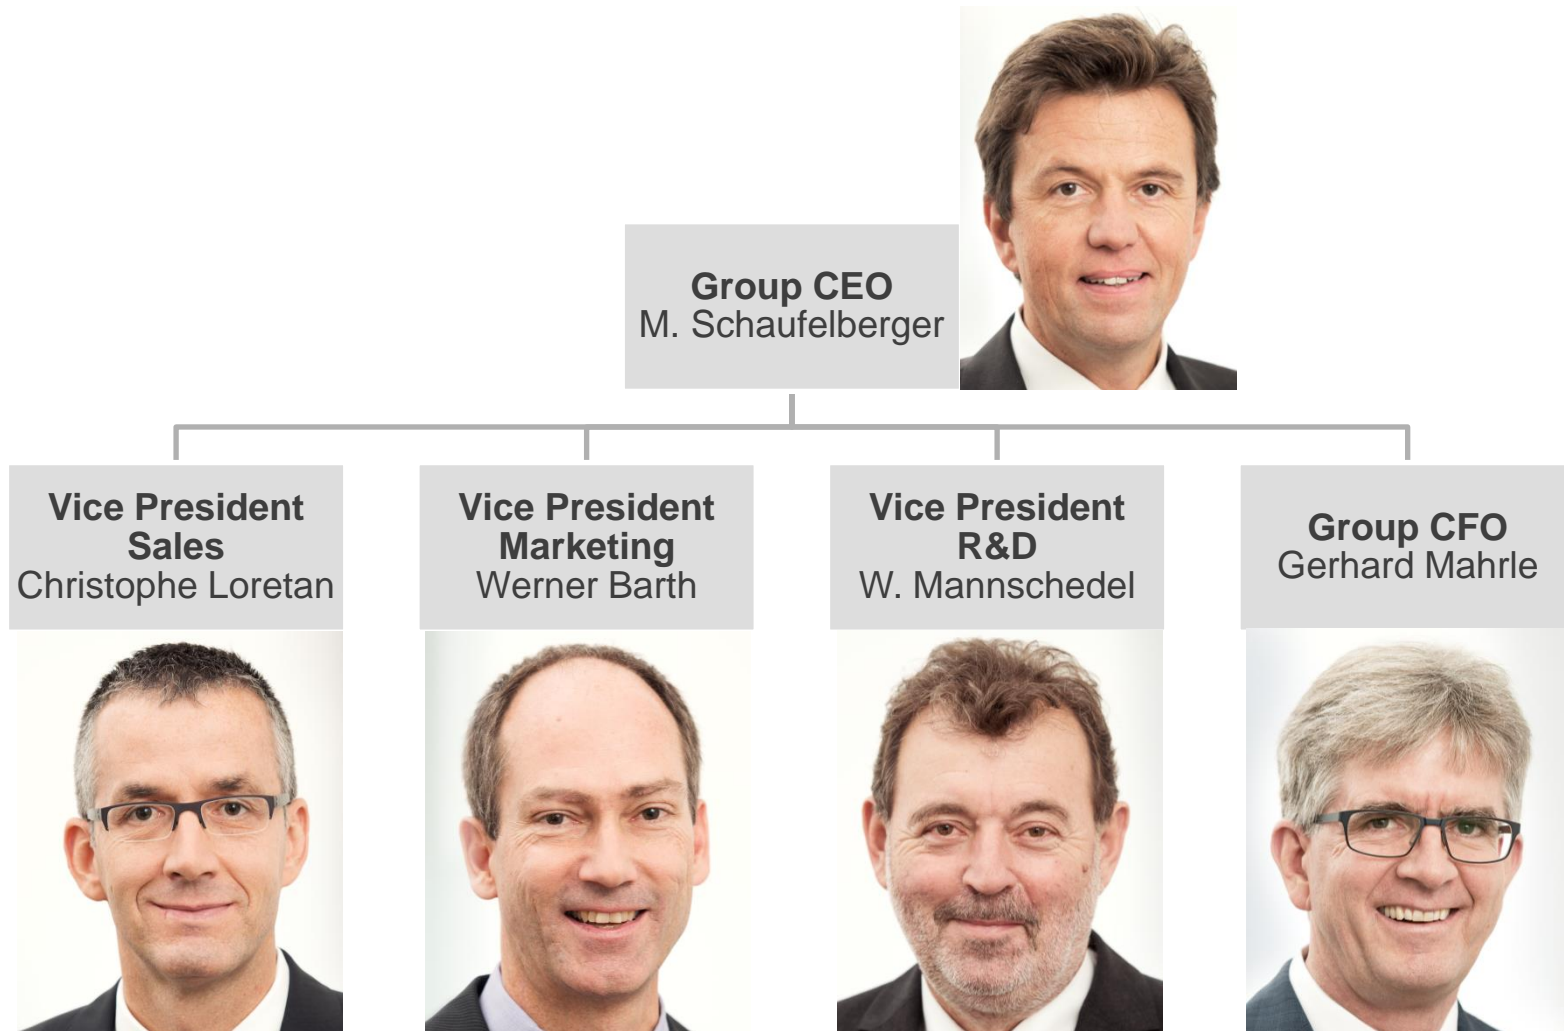 Group CEO
M. Schaufelberger
Vice President
Sales
Christophe Loretan
Vice President
Marketing
Werner Barth
Vice President
R&D
W. Mannschedel
Group CFO
Gerhard Mahrle